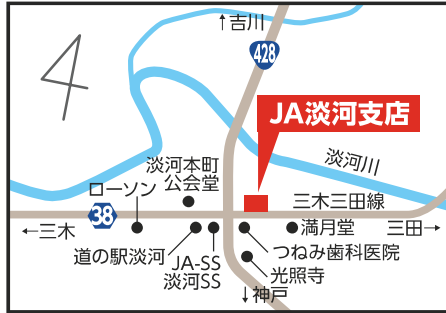 ↑吉川
428
JA淡河支店
淡河川
淡河本町
公会堂
ローソン
三木三田線
38
←三木
満月堂
三田→
道の駅淡河
つねみ歯科医院
JA-SS
淡河SS
光照寺
↓神戸